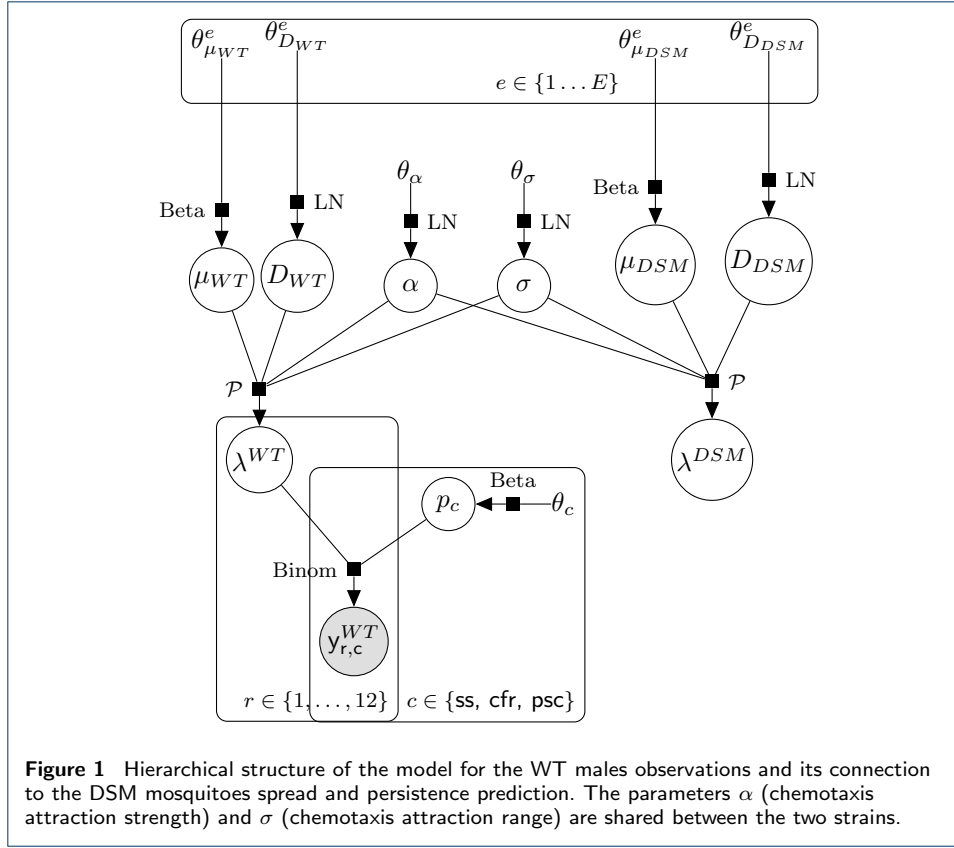 θ^e_{μ_{WT}} θ^e_{D_{WT}} θ^e_{μ_{DSM}} θ^e_{D_{DSM}}
e ∈ {1 . . . E}
θ_α θ_σ
Beta LN LN LN Beta LN
μ_{WT} D_{WT} α σ μ_{DSM} D_{DSM}
𝒫 𝒫
λ^{WT} λ^{DSM}
Beta
p_c θ_c
Binom
y^{WT}_{r,c}
r ∈ {1, . . . , 12} c ∈ {ss, cfr, psc}
Figure 1 Hierarchical structure of the model for the WT males observations and its connection
to the DSM mosquitoes spread and persistence prediction. The parameters α (chemotaxis
attraction strength) and σ (chemotaxis attraction range) are shared between the two strains.